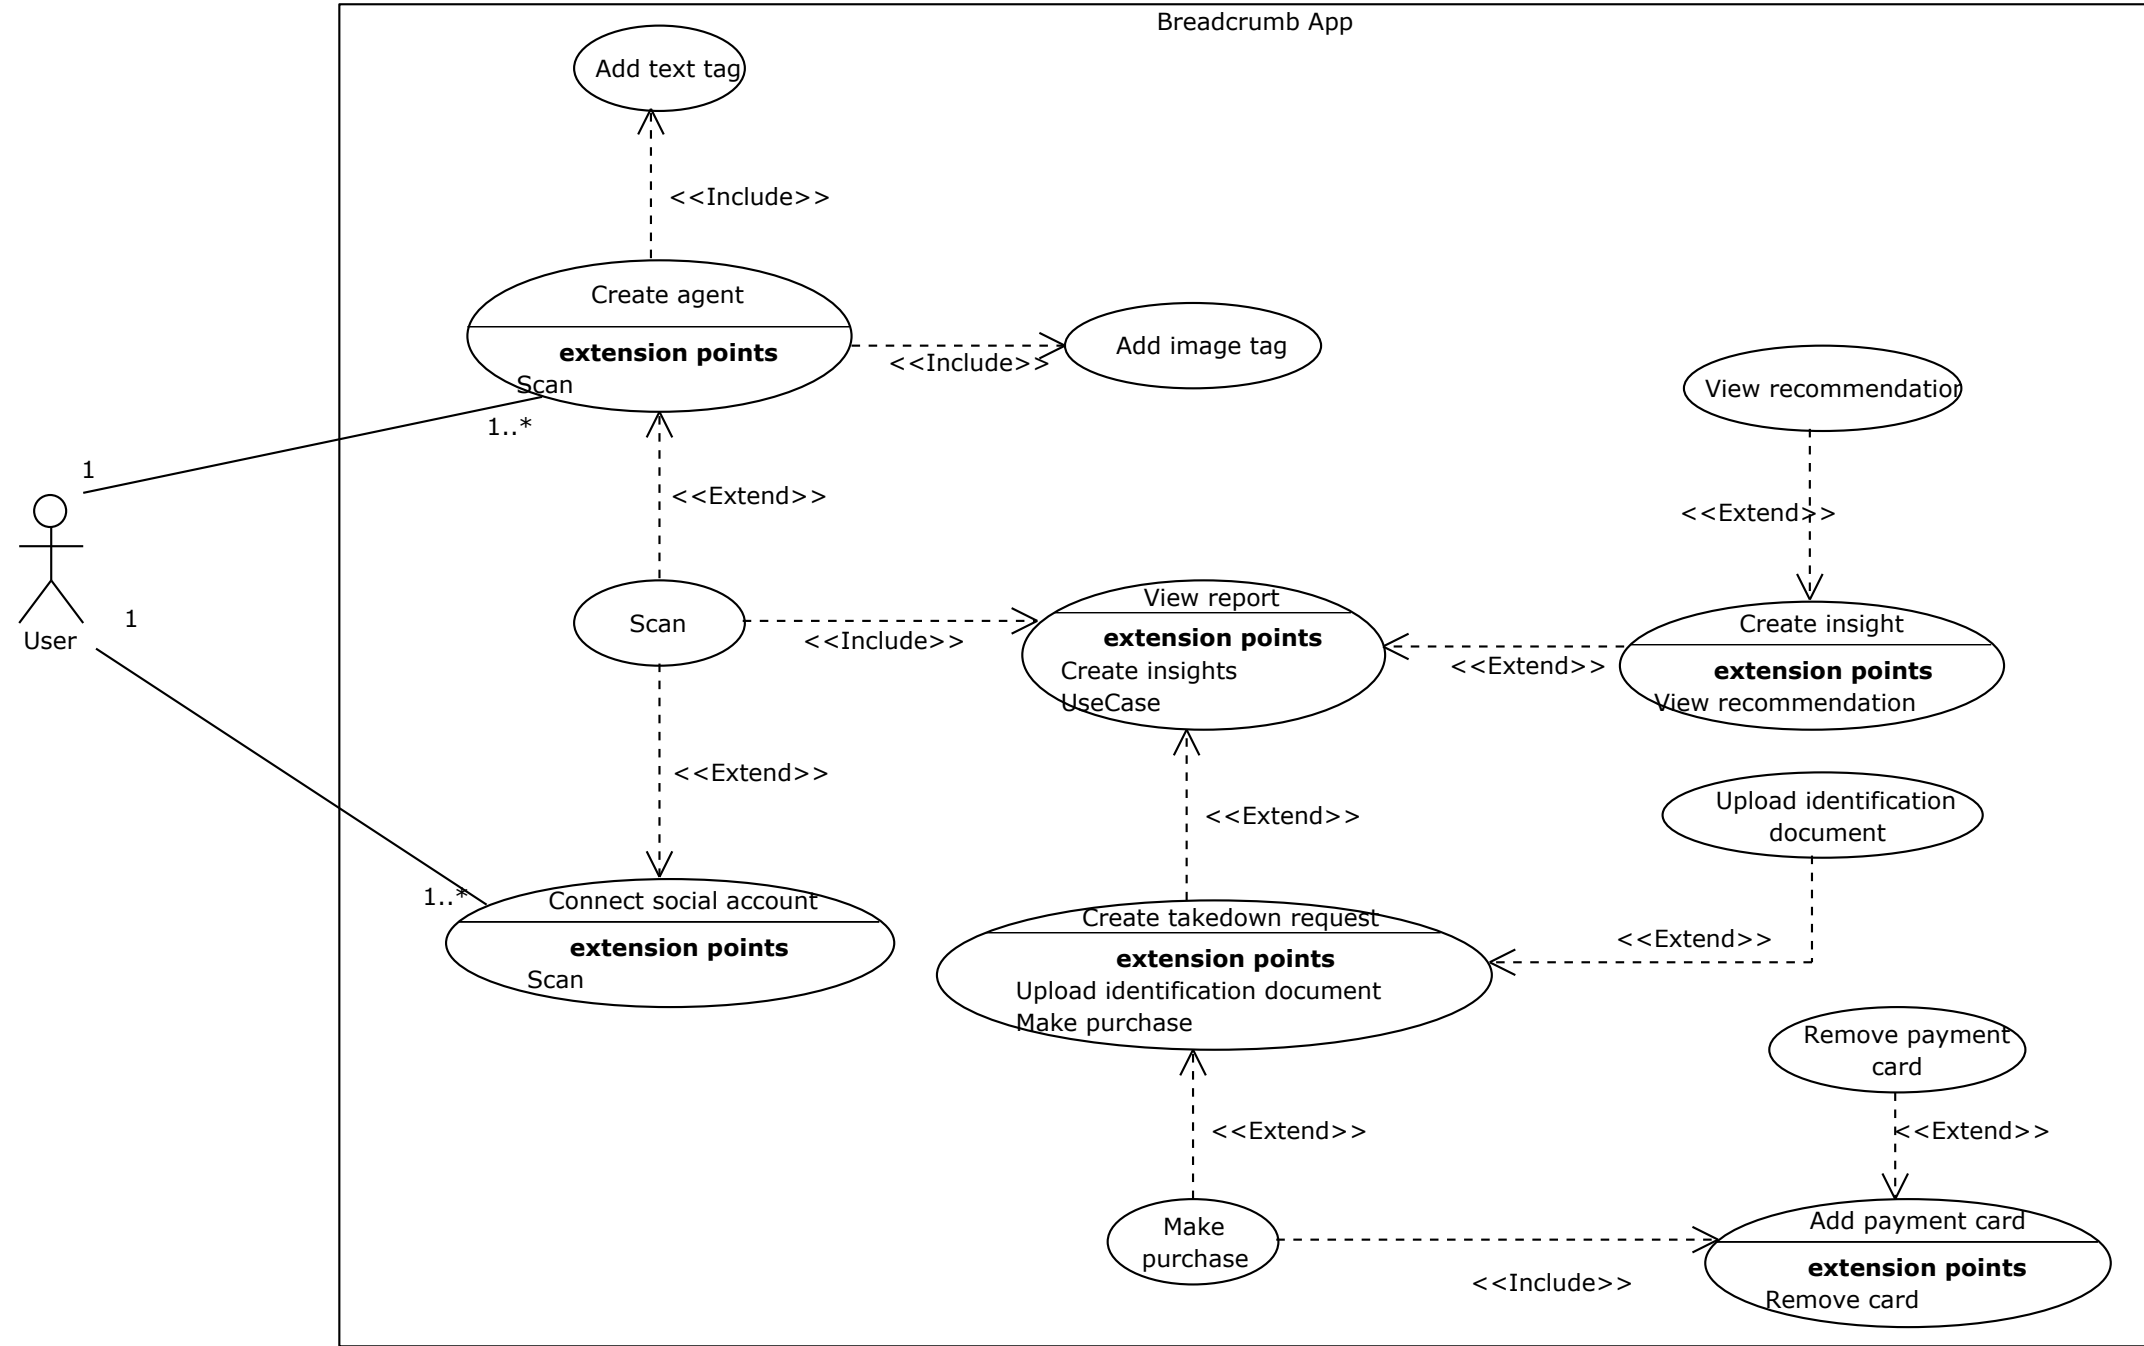 Breadcrumb App
Add text tag
<<Include>>
Create agent
extension points
Scan
<<Include>>
Add image tag
View recommendation
1..*
1
<<Extend>>
<<Extend>>
User
1
Scan
<<Include>>
View report
extension points
Create insights
UseCase
<<Extend>>
Create insight
extension points
View recommendation
<<Extend>>
<<Extend>>
Upload identification
document
1..*
Connect social account
extension points
Scan
Create takedown request
extension points
Upload identification document
Make purchase
<<Extend>>
Remove payment
card
<<Extend>>
<<Extend>>
Make
purchase
<<Include>>
Add payment card
extension points
Remove card